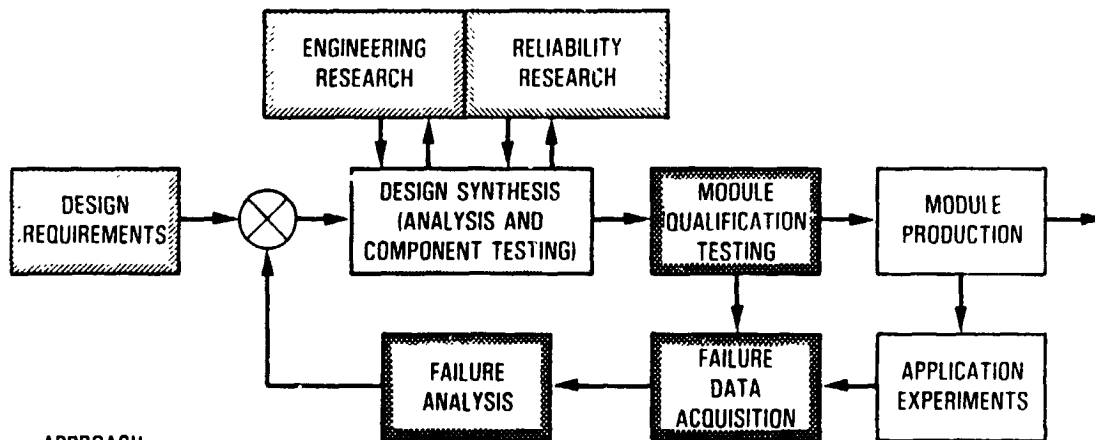 ENGINEERING
RESEARCH
RELIABILITY
RESEARCH
DESIGN
REQUIREMENTS
DESIGN SYNTHESIS
(ANALYSIS AND
COMPONENT TESTING)
MODULE
QUALIFICATION
TESTING
MODULE
PRODUCTION
FAILURE
ANALYSIS
FAILURE
DATA
ACQUISITION
APPLICATION
EXPERIMENTS
APPROACH